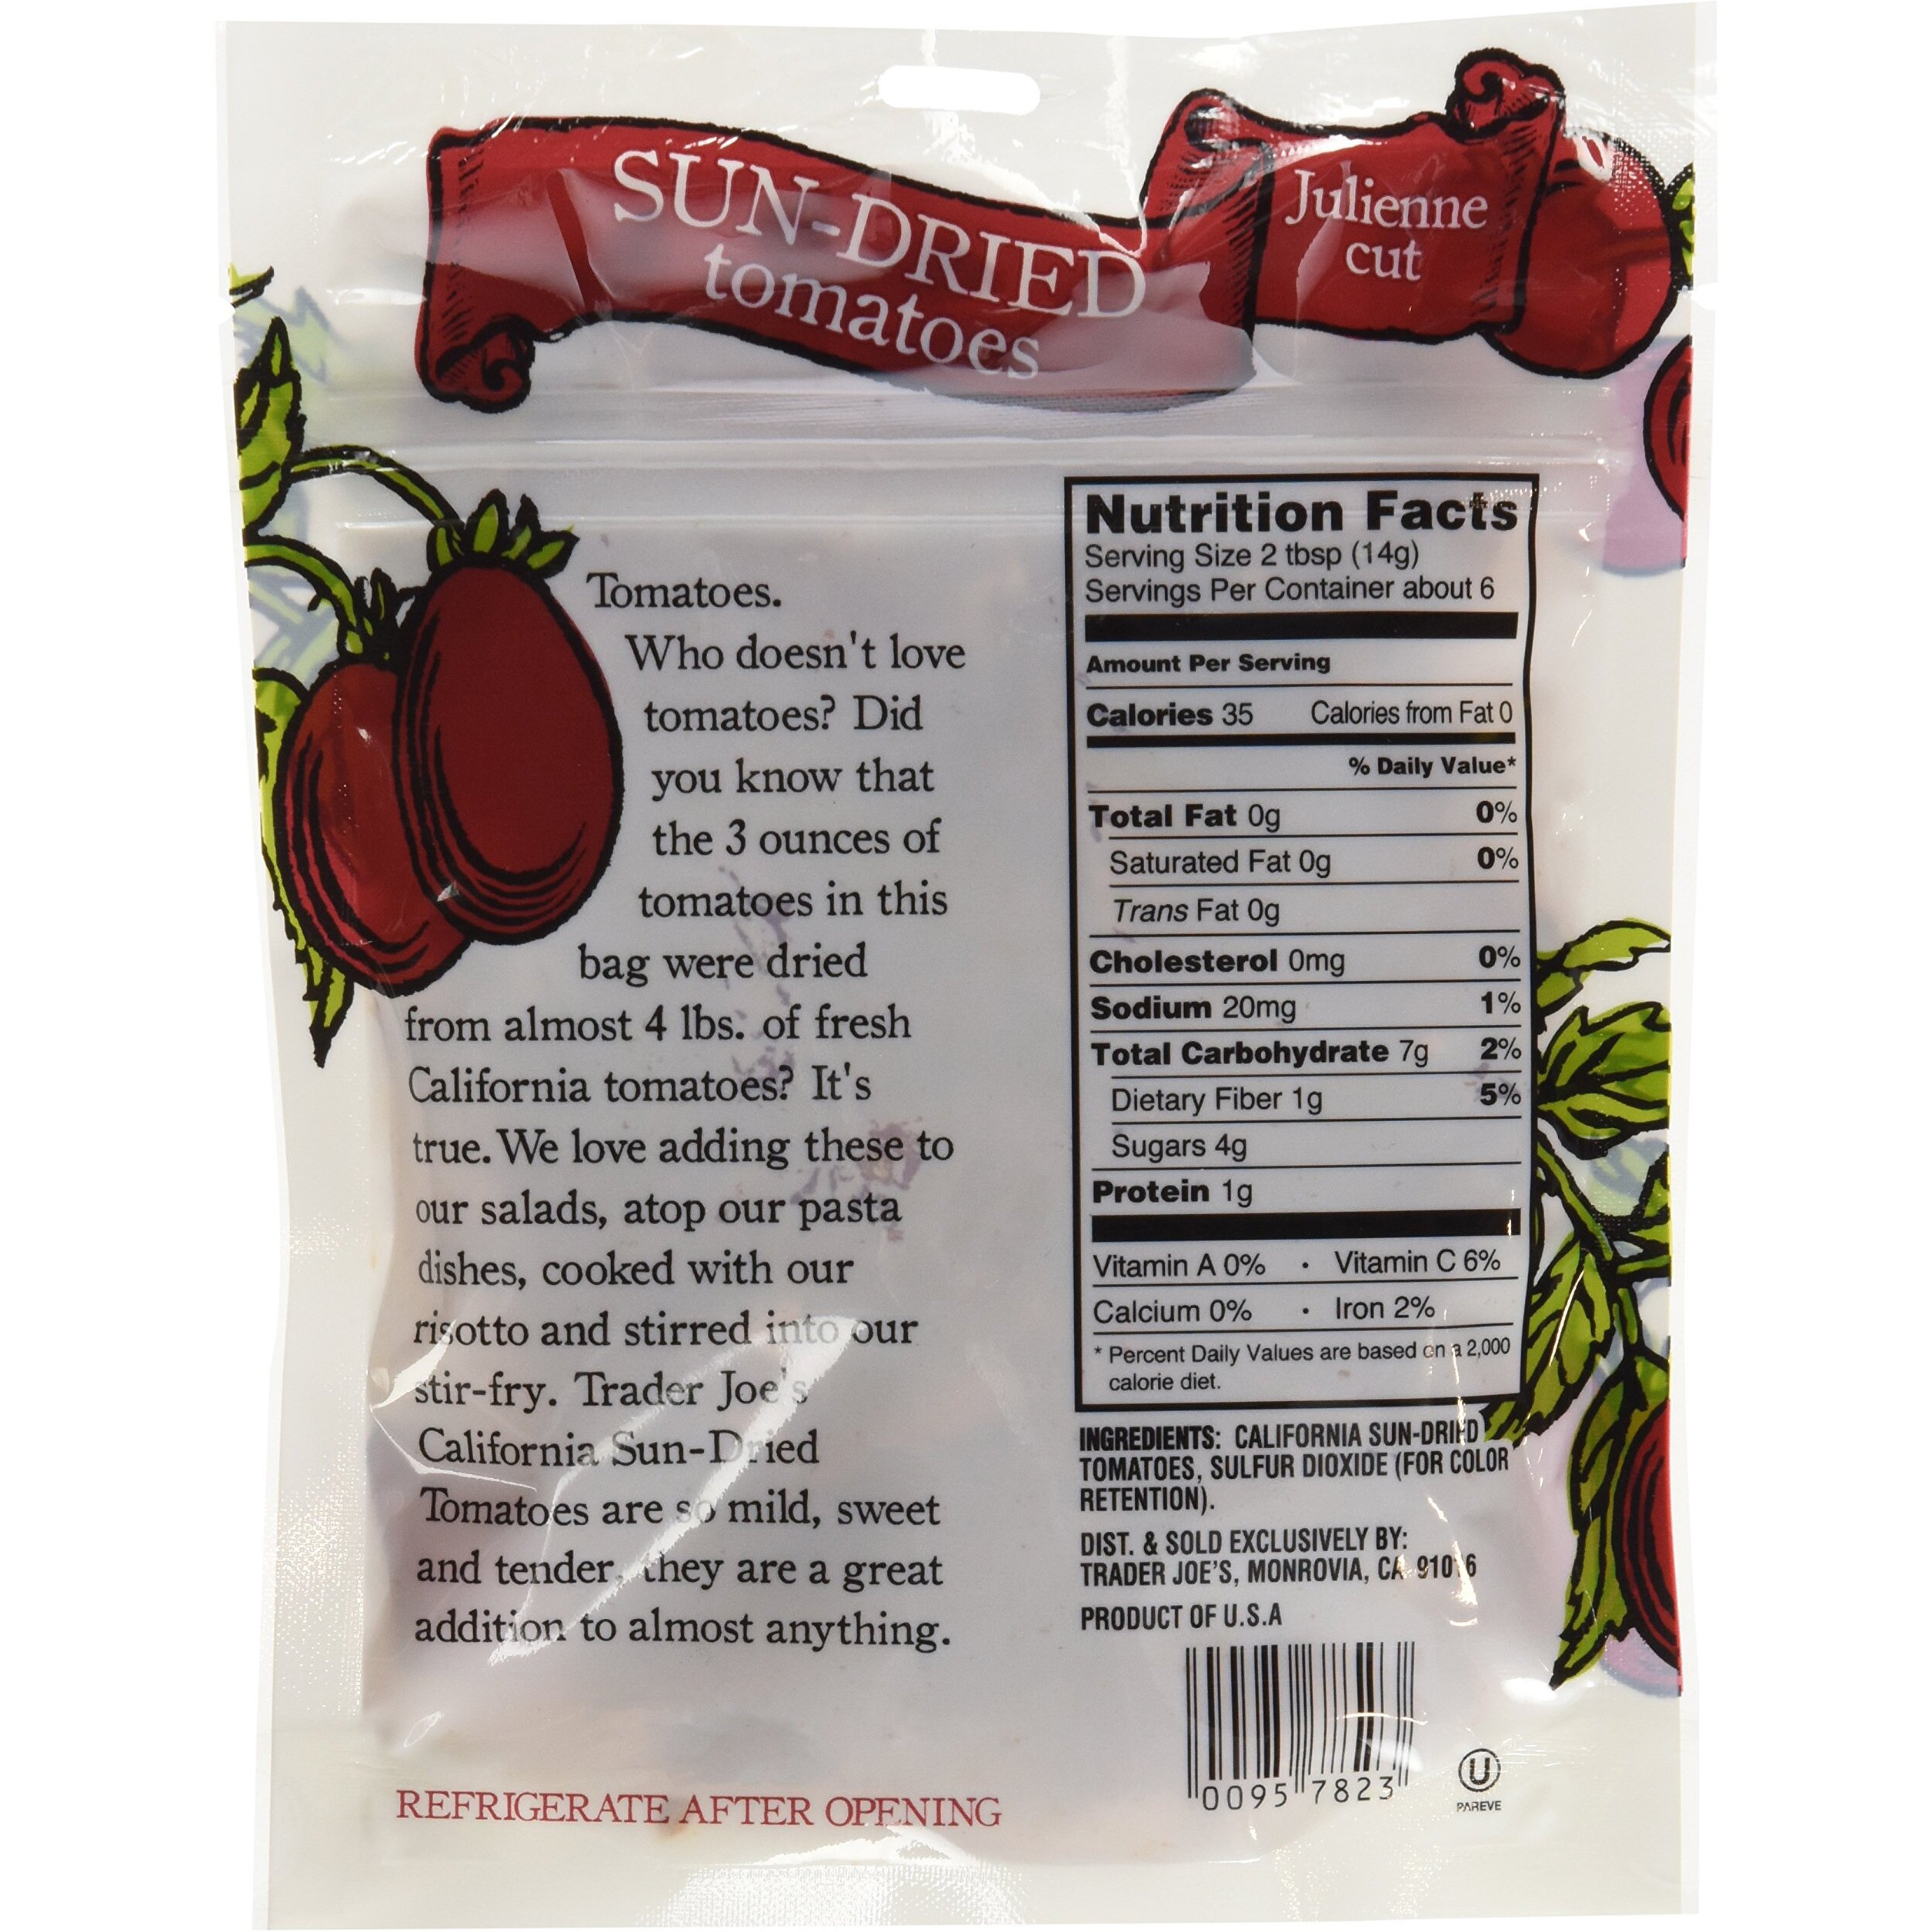 SUN-DRIED
tomatoes
Julienne
cut
Tomatoes.
Who doesn't love
tomatoes? Did
you know that
the 3 ounces of
tomatoes in this
bag were dried
from almost 4 lbs. of fresh
California tomatoes? It's
true. We love adding these to
our salads, atop our pasta
dishes, cooked with our
risotto and stirred into our
stir-fry. Trader Joe's
California Sun-Dried
Tomatoes are so mild, sweet
and tender, they are a great
addition to almost anything.
REFRIGERATE AFTER OPENING
Nutrition Facts
Serving Size 2 tbsp (14g)
Servings Per Container about 6
Amount Per Serving
Calories 35 Calories from Fat 0
% Daily Value*
Total Fat 0g 0%
Saturated Fat 0g 0%
Trans Fat 0g
Cholesterol 0mg 0%
Sodium 20mg 1%
Total Carbohydrate 7g 2%
Dietary Fiber 1g 5%
Sugars 4g
Protein 1g
Vitamin A 0% • Vitamin C 6%
Calcium 0% • Iron 2%
* Percent Daily Values are based on a 2,000
calorie diet.
INGREDIENTS: CALIFORNIA SUN-DRIED
TOMATOES, SULFUR DIOXIDE (FOR COLOR
RETENTION).
DIST. & SOLD EXCLUSIVELY BY:
TRADER JOE'S, MONROVIA, CA 91016
PRODUCT OF U.S.A
0095 7823
U
PAREVE